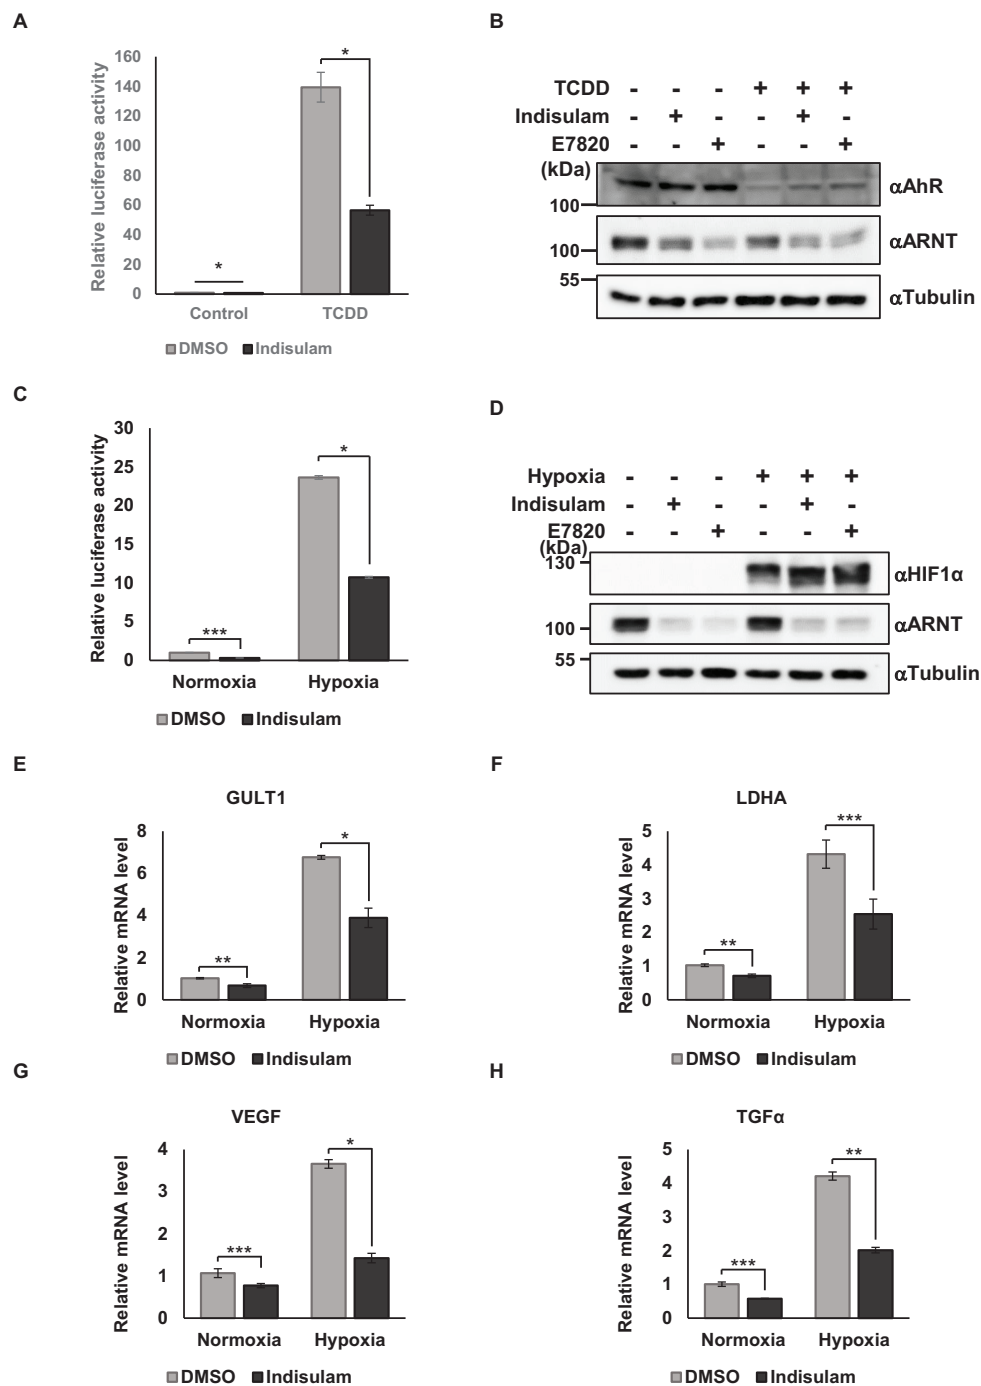 A
160
140
120
100
80
60
40
20
0
Relative luciferase activity
*
*
Control TCDD
DMSO Indisulam
B
TCDD - - - + + +
Indisulam - + - - + -
E7820 - - + - - +
(kDa)
αAhR
100
αARNT
100
55
αTubulin
C
30
25
20
15
10
5
0
Relative luciferase activity
***
*
Normoxia Hypoxia
DMSO Indisulam
D
Hypoxia - - - + + +
Indisulam - + - - + -
E7820 - - + - - +
(kDa)
130
αHIF1α
αARNT
100
55
αTubulin
E
GULT1
8
6
4
2
0
Relative mRNA level
**
*
Normoxia Hypoxia
DMSO Indisulam
F
LDHA
5
4
3
2
1
0
Relative mRNA level
**
***
Normoxia Hypoxia
DMSO Indisulam
G
VEGF
4
3
2
1
0
Relative mRNA level
***
*
Normoxia Hypoxia
DMSO Indisulam
H
TGFα
5
4
3
2
1
0
Relative mRNA level
***
**
Normoxia Hypoxia
DMSO Indisulam